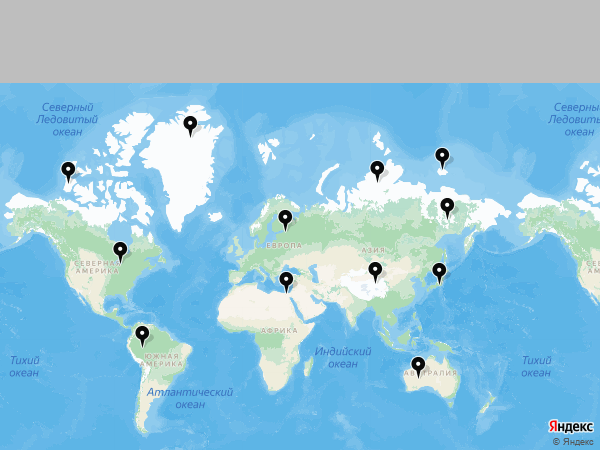 Северный
Ледовитый
океан
Северный
Ледовитый
океан
ЕВРОПА
АЗИЯ
СЕВЕРНАЯ
АМЕРИКА
АФРИКА
Тихий
океан
ЮЖНАЯ
АМЕРИКА
Индийский
океан
Тихий
океан
АВСТРАЛИЯ
Атлантический
океан
Яндекс
© Яндекс